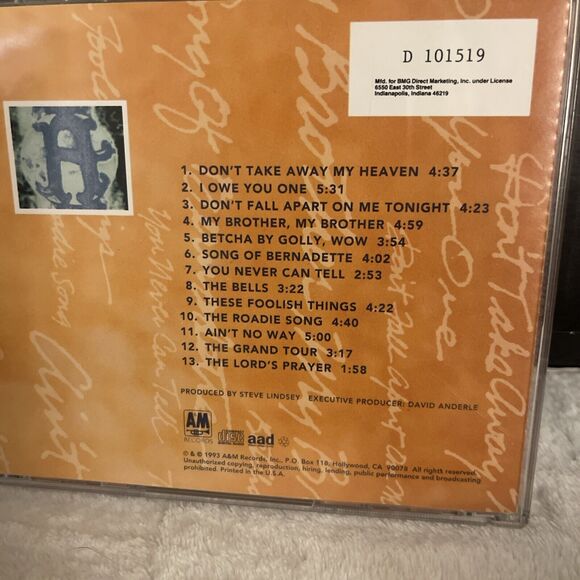 D 101519
Mfd. for BMG Direct Marketing, Inc. under License
6550 East 30th Street
Indianapolis, Indiana 46219
H
1. DON'T TAKE AWAY MY HEAVEN 4:37
2. I OWE YOU ONE 5:31
3. DON'T FALL APART ON ME TONIGHT 4:23
4. MY BROTHER, MY BROTHER 4:59
5. BETCHA BY GOLLY, WOW 3:54
6. SONG OF BERNADETTE 4:02
7. YOU NEVER CAN TELL 2:53
8. THE BELLS 3:22
9. THESE FOOLISH THINGS 4:22
10. THE ROADIE SONG 4:40
11. AIN'T NO WAY 5:00
12. THE GRAND TOUR 3:17
13. THE LORD'S PRAYER 1:58
PRODUCED BY STEVE LINDSEY EXECUTIVE PRODUCER: DAVID ANDERLE
A&M RECORDS
aad
℗ & © 1993 A&M Records, Inc., P.O. Box 118, Hollywood, CA 90078 All rights reserved.
Unauthorized copying, reproduction, hiring, lending, public performance and broadcasting
prohibited. Printed in the U.S.A.
You Never Can Tell